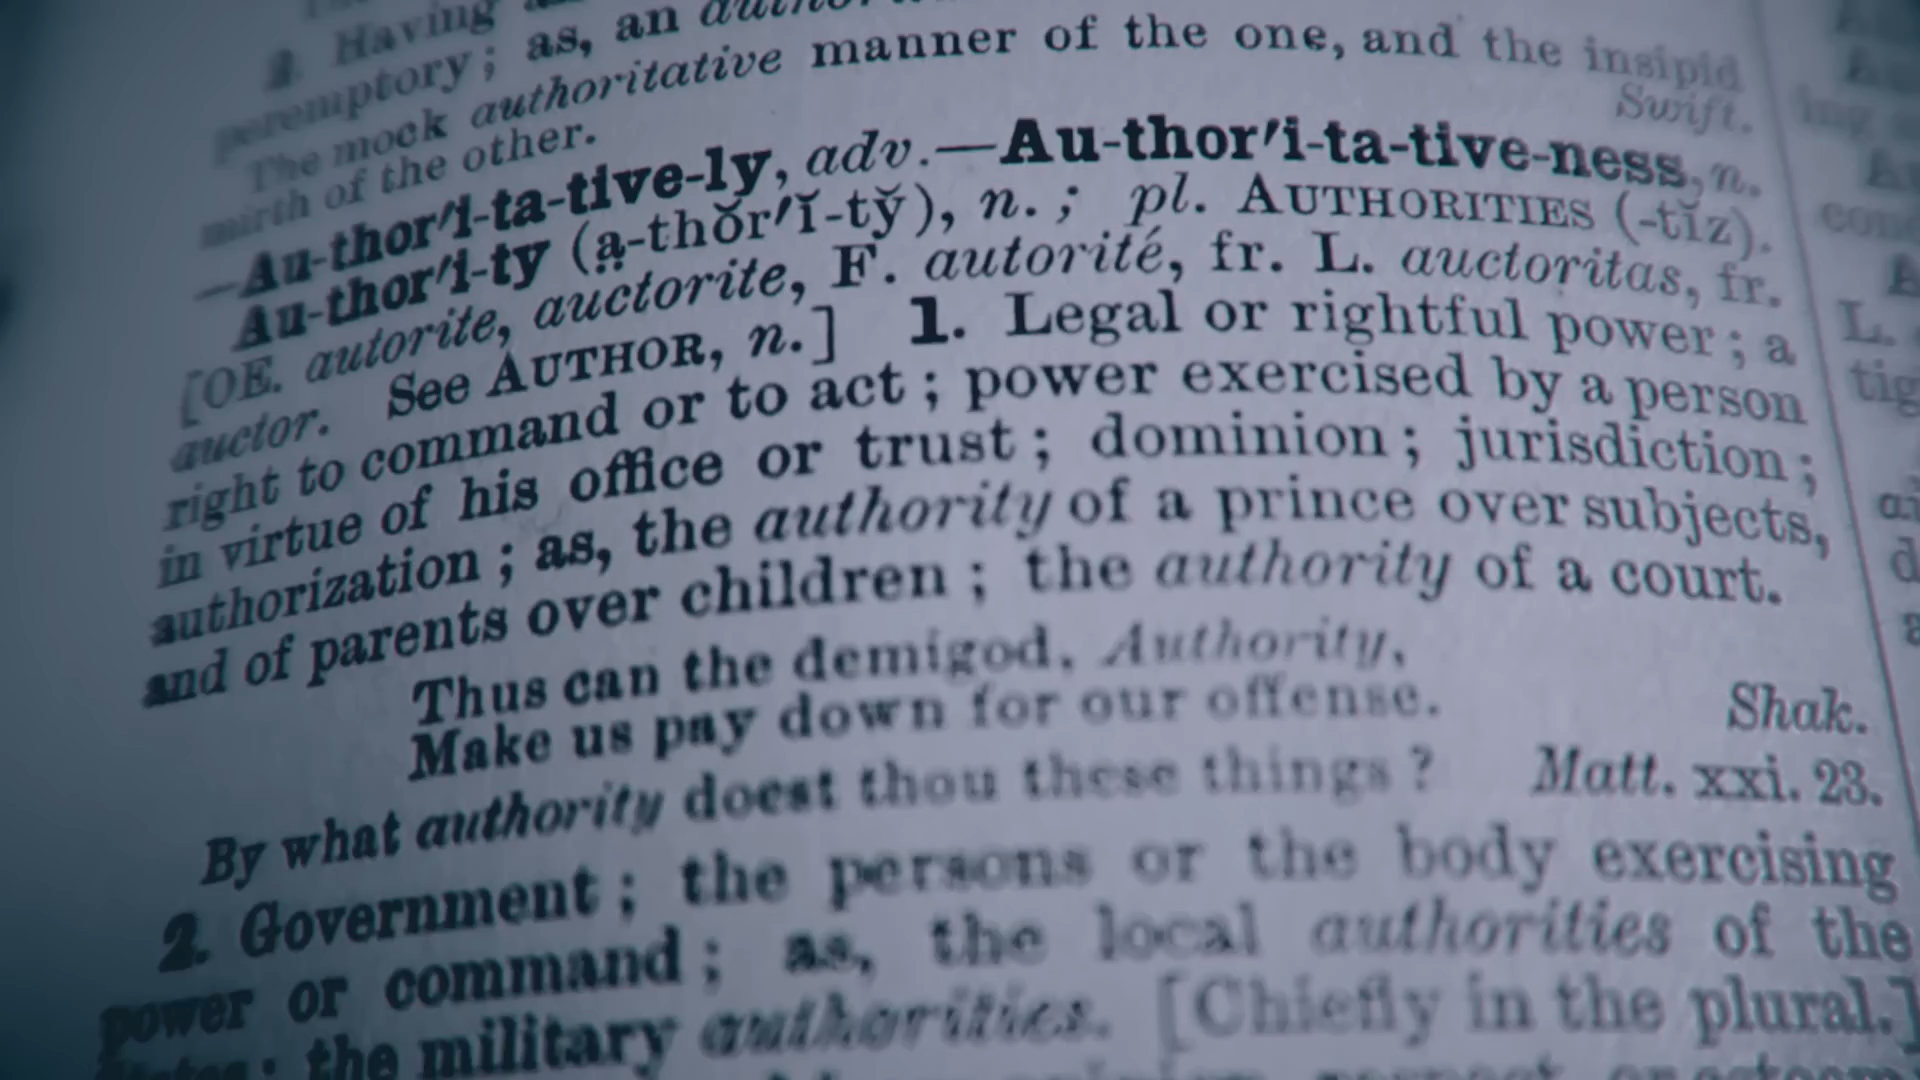 2. Having
peremptory; as, an
The mock authoritative manner of the one, and the insipid
mirth of the other. Swift.
—Au-thor′i-ta-tive-ly, adv.—Au-thor′i-ta-tive-ness, n.
Au-thor′i-ty (a̤-thŏr′ĭ-tў), n.; pl. AUTHORITIES (-tĭz).
[OE. autorite, auctorite, F. autorité, fr. L. auctoritas, fr.
auctor. See AUTHOR, n.] 1. Legal or rightful power; a
right to command or to act; power exercised by a person
in virtue of his office or trust; dominion; jurisdiction;
authorization; as, the authority of a prince over subjects,
and of parents over children; the authority of a court.
Thus can the demigod, Authority,
Make us pay down for our offense. Shak.
By what authority doest thou these things? Matt. xxi. 23.
2. Government; the persons or the body exercising
power or command; as, the local authorities of the
States; the military authorities. [Chiefly in the plural.]